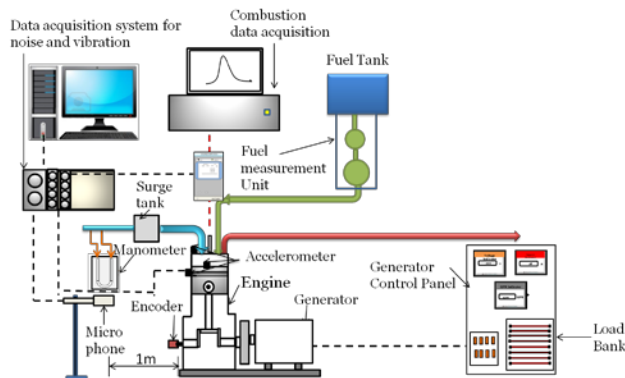 Data acquisition system for
noise and vibration
Combustion
data acquisition
Fuel Tank
Fuel
measurement
Unit
Surge
tank
Manometer
Accelerometer
Engine
Generator
Control Panel
Encoder
Generator
Micro
phone
1m
Load
Bank